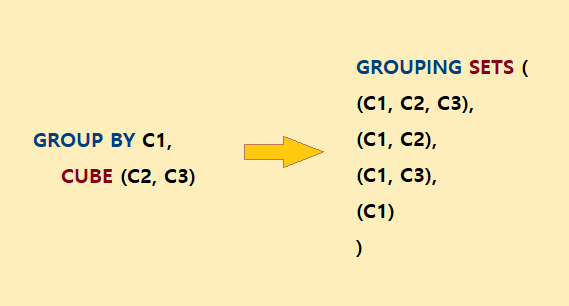 GROUP BY C1,
CUBE (C2, C3)
GROUPING SETS (
(C1, C2, C3),
(C1, C2),
(C1, C3),
(C1)
)